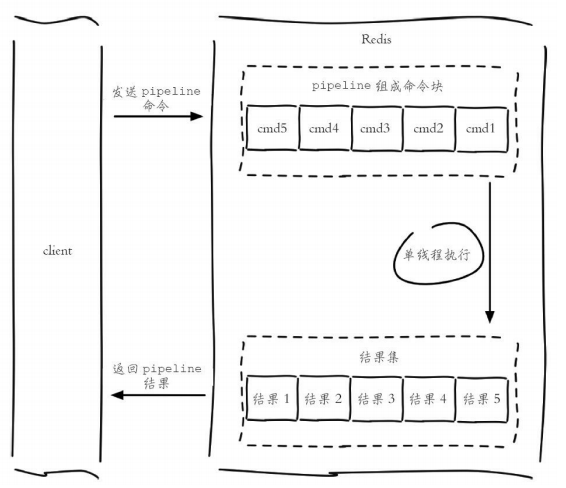 Redis
发送 pipeline
命令
pipeline 组成命令块
cmd5 cmd4 cmd3 cmd2 cmd1
client
单线程执行
返回 pipeline
结果
结果集
结果 1 结果 2 结果 3 结果 4 结果 5